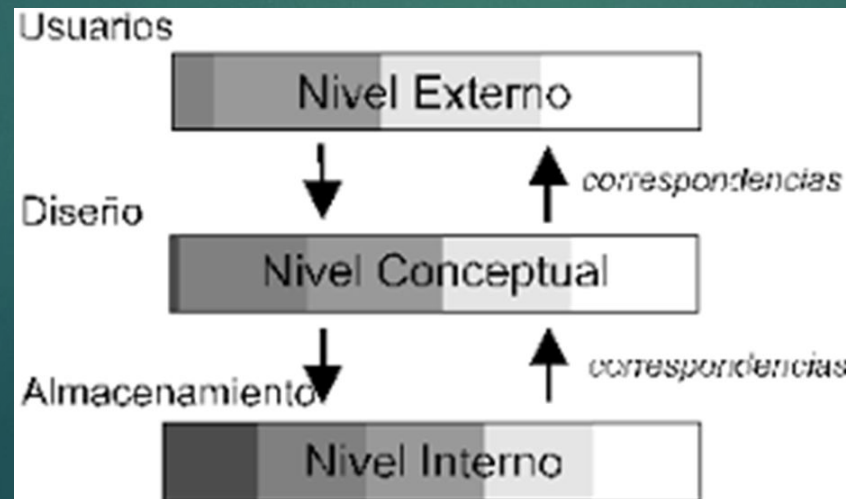 Usuarios
Nivel Externo
correspondencias
Diseño
Nivel Conceptual
correspondencias
Almacenamiento
Nivel Interno